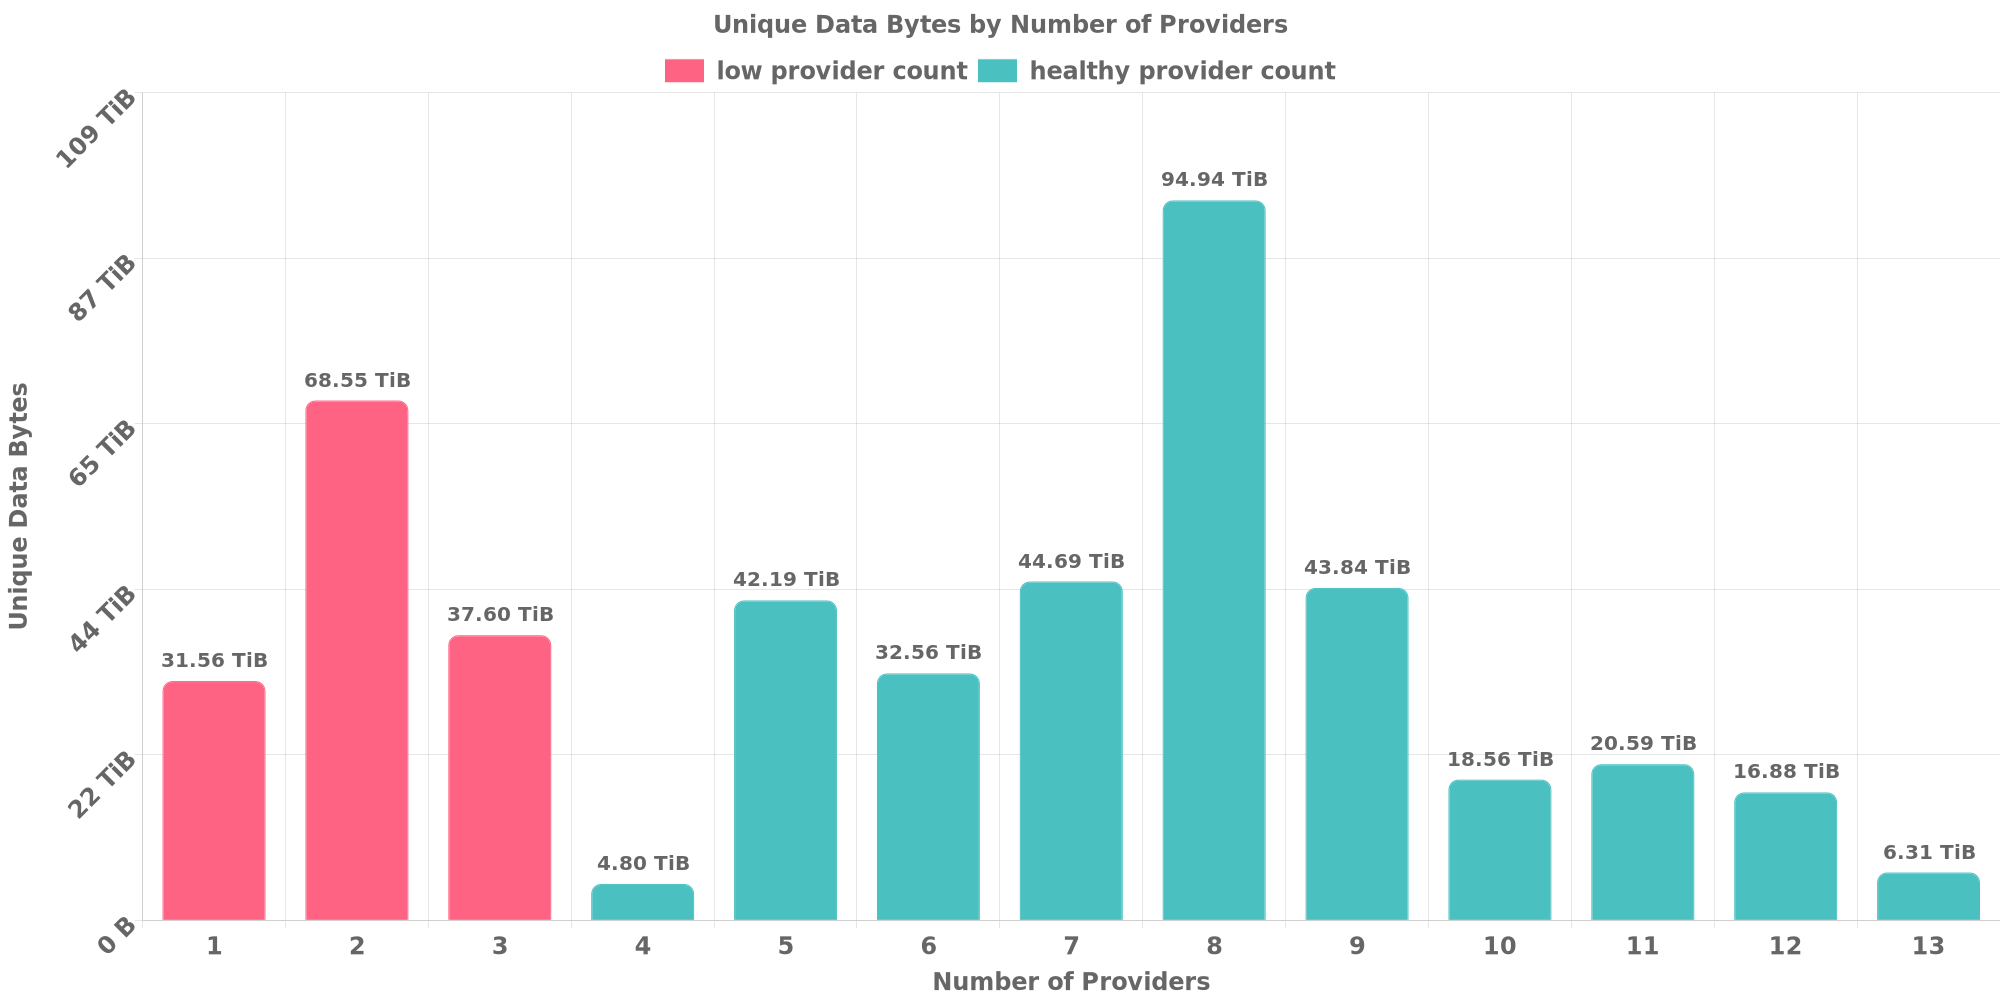 Unique Data Bytes by Number of Providers
low provider count healthy provider count
109 TiB
87 TiB
65 TiB
44 TiB
22 TiB
0 B
Unique Data Bytes
31.56 TiB
68.55 TiB
37.60 TiB
4.80 TiB
42.19 TiB
32.56 TiB
44.69 TiB
94.94 TiB
43.84 TiB
18.56 TiB
20.59 TiB
16.88 TiB
6.31 TiB
1 2 3 4 5 6 7 8 9 10 11 12 13
Number of Providers